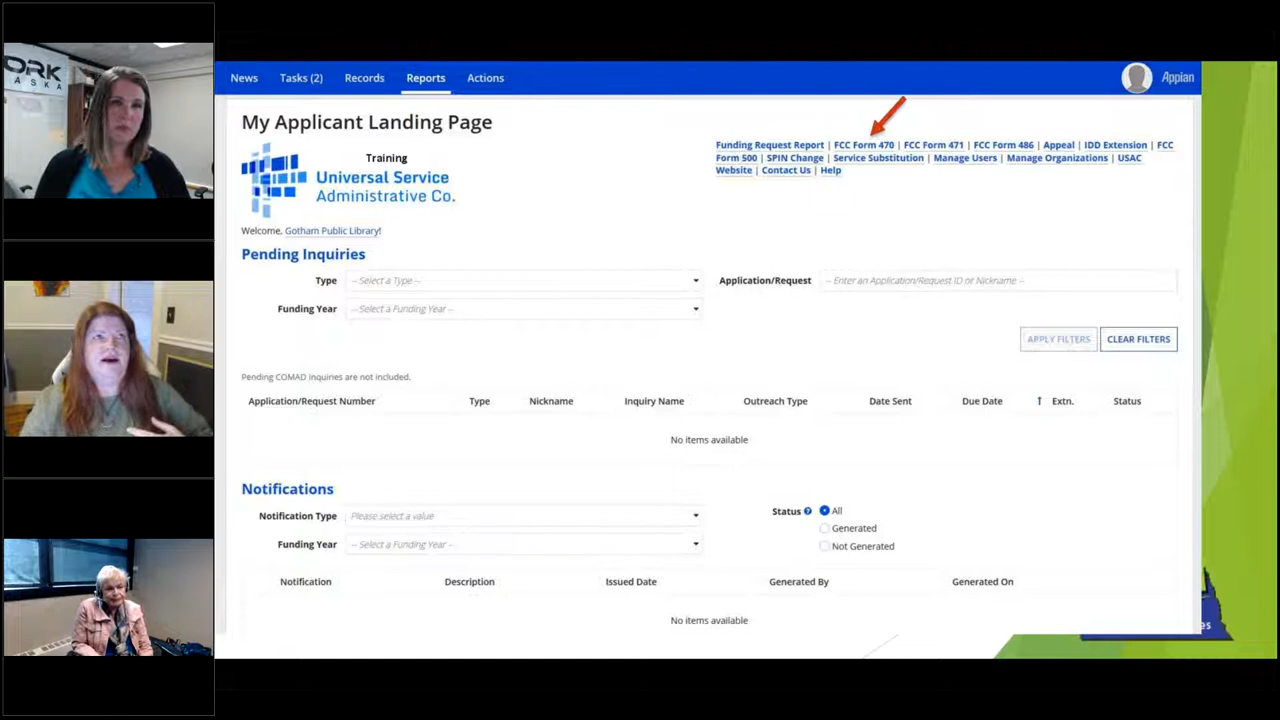 ORK
ASKA
News Tasks (2) Records Reports Actions
Appian
My Applicant Landing Page
Training
Universal Service
Administrative Co.
Funding Request Report | FCC Form 470 | FCC Form 471 | FCC Form 486 | Appeal | IDD Extension | FCC
Form 500 | SPIN Change | Service Substitution | Manage Users | Manage Organizations | USAC
Website | Contact Us | Help
Welcome, Gotham Public Library!
Pending Inquiries
Type -- Select a Type -- Application/Request -- Enter an Application/Request ID or Nickname --
Funding Year -- Select a Funding Year --
APPLY FILTERS CLEAR FILTERS
Pending COMAD inquiries are not included.
Application/Request Number Type Nickname Inquiry Name Outreach Type Date Sent Due Date ↑ Extn. Status
No items available
Notifications
Notification Type Please select a value Status All
Generated
Funding Year -- Select a Funding Year -- Not Generated
Notification Description Issued Date Generated By Generated On
No items available
es